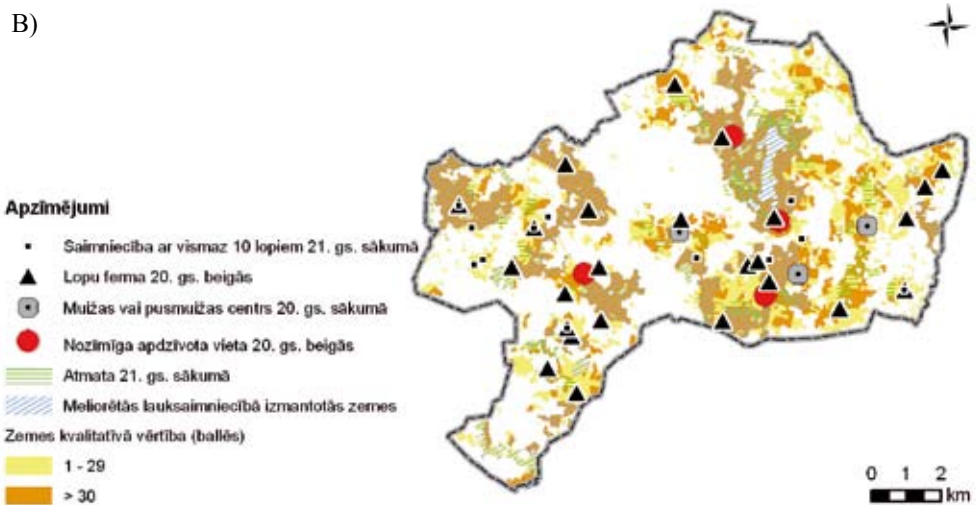 B)
Apzīmējumi
Saimniecība ar vismaz 10 lopiem 21. gs. sākumā
Lopu ferma 20. gs. beigās
Muižas vai pusmuižas centrs 20. gs. sākumā
Nozīmīga apdzīvota vieta 20. gs. beigās
Atmata 21. gs. sākumā
Meliorētās lauksaimniecībā izmantotās zemes
Zemes kvalitatīvā vērtība (ballēs)
1 - 29
> 30
0 1 2
km